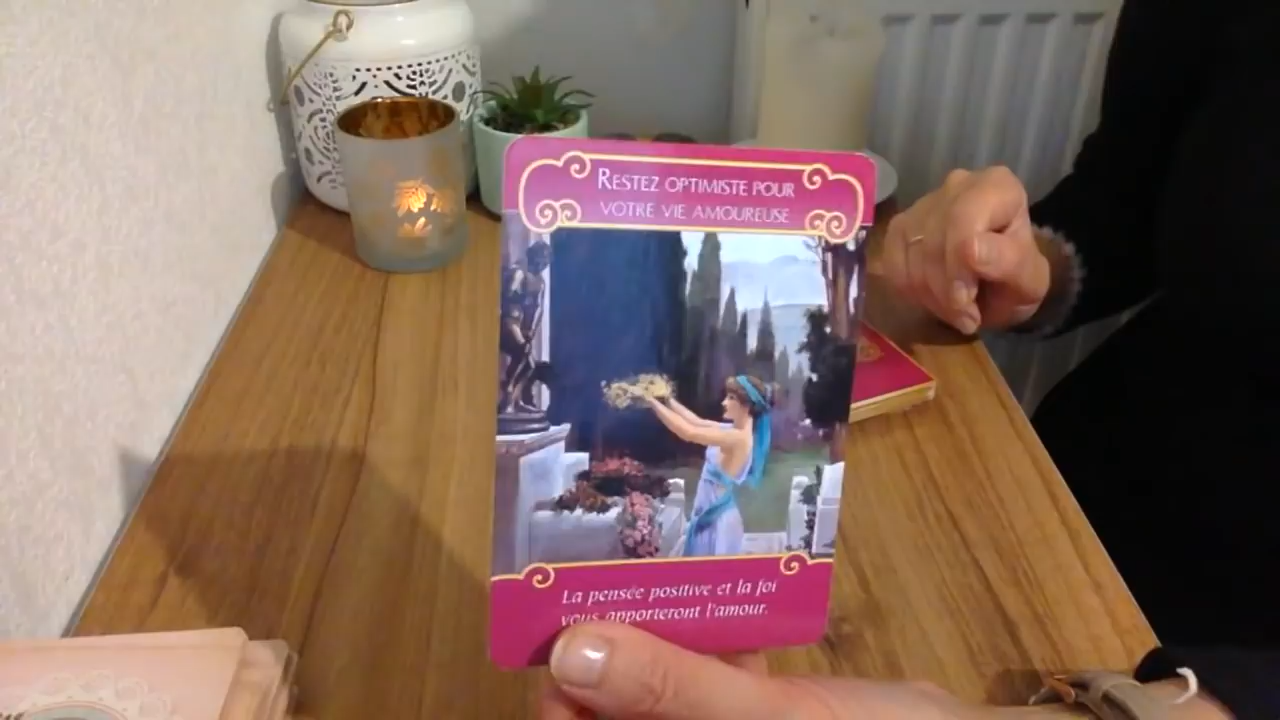 RESTEZ OPTIMISTE POUR
VOTRE VIE AMOUREUSE
La pensée positive et la foi
vous apporteront l'amour.